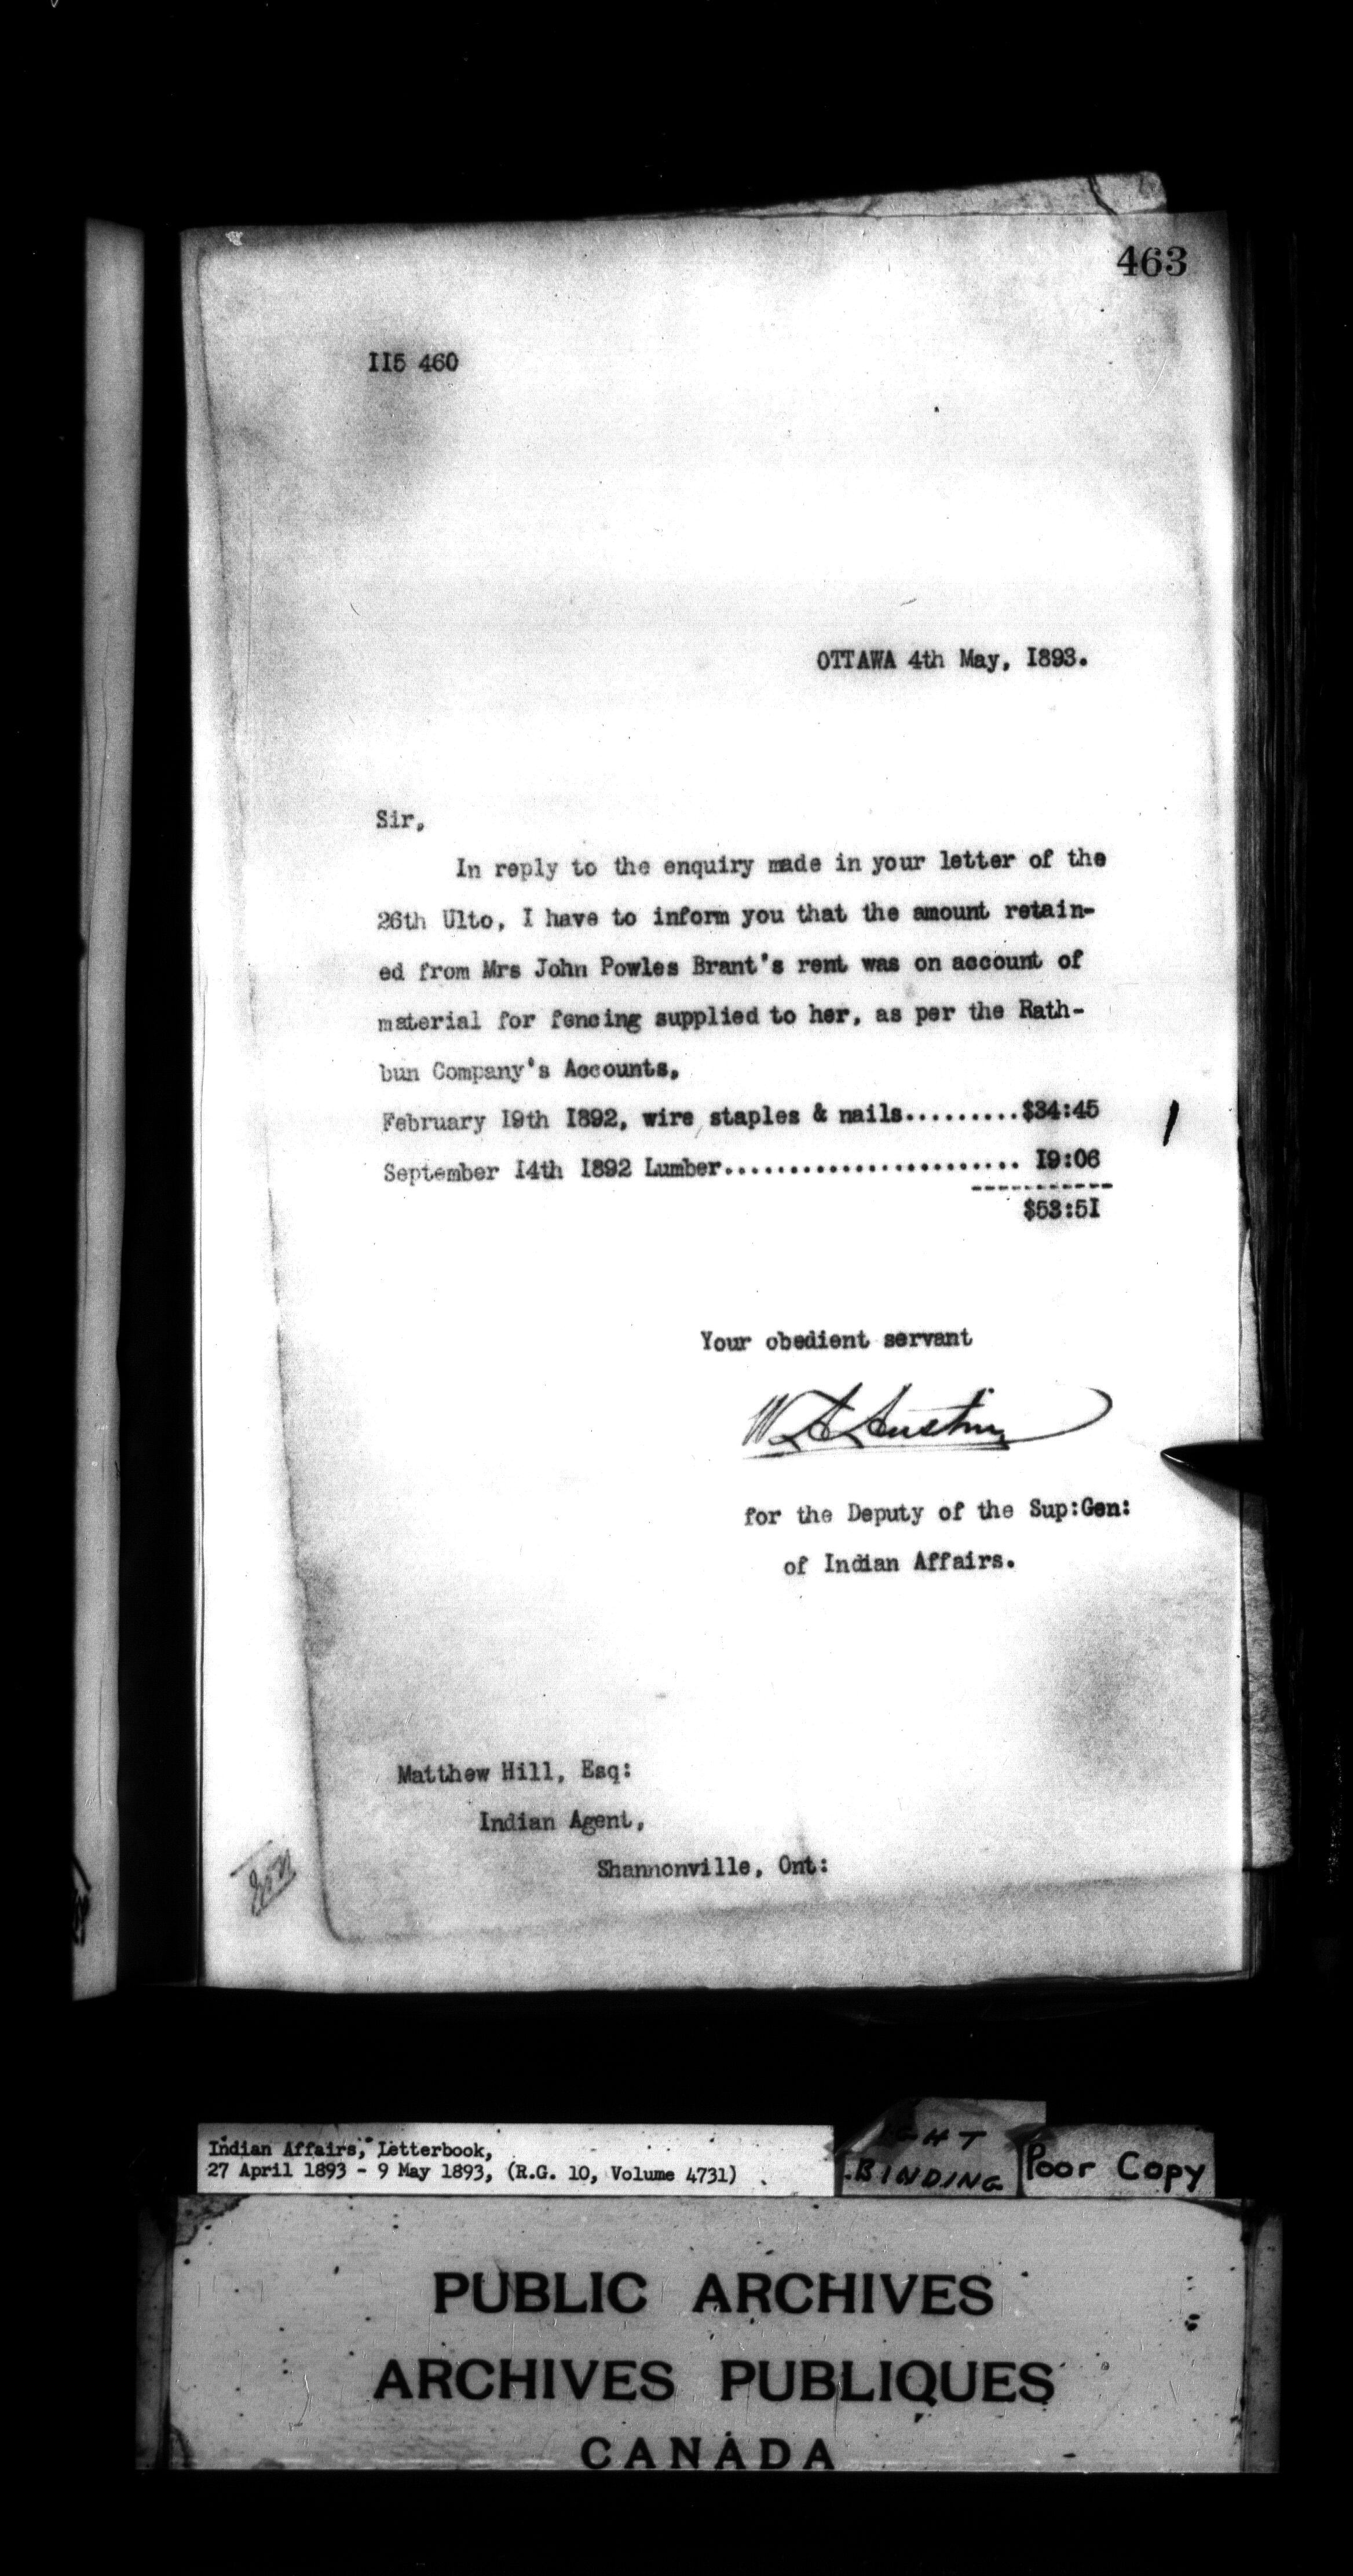 463
115 460
OTTAWA 4th May, 1893.
Sir,
In reply to the enquiry made in your letter of the
26th Ulto, I have to inform you that the amount retain-
ed from Mrs John Powles Brant's rent was on account of
material for fencing supplied to her, as per the Rath-
bun Company's Accounts,
February 19th 1892, wire staples & nails.........$34:45
September 14th 1892 Lumber....................... 19:06
-----------
$53:51
Your obedient servant
W A Austin
for the Deputy of the Sup:Gen:
of Indian Affairs.
Matthew Hill, Esq:
Indian Agent,
Shannonville, Ont:
Indian Affairs, Letterbook,
27 April 1893 - 9 May 1893, (R.G. 10, Volume 4731)
BINDING
Poor Copy
PUBLIC ARCHIVES
ARCHIVES PUBLIQUES
CANADA